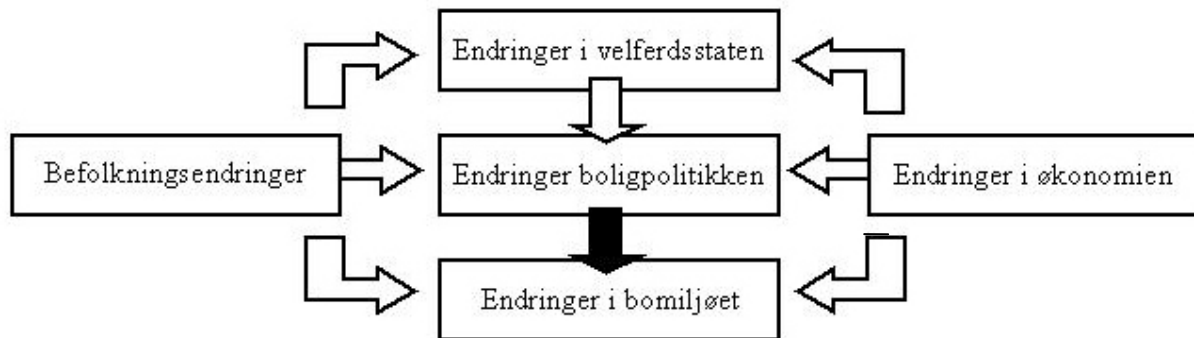 Endringer i velferdsstaten
Befolkningsendringer
Endringer boligpolitikken
Endringer i økonomien
Endringer i bomiljøet